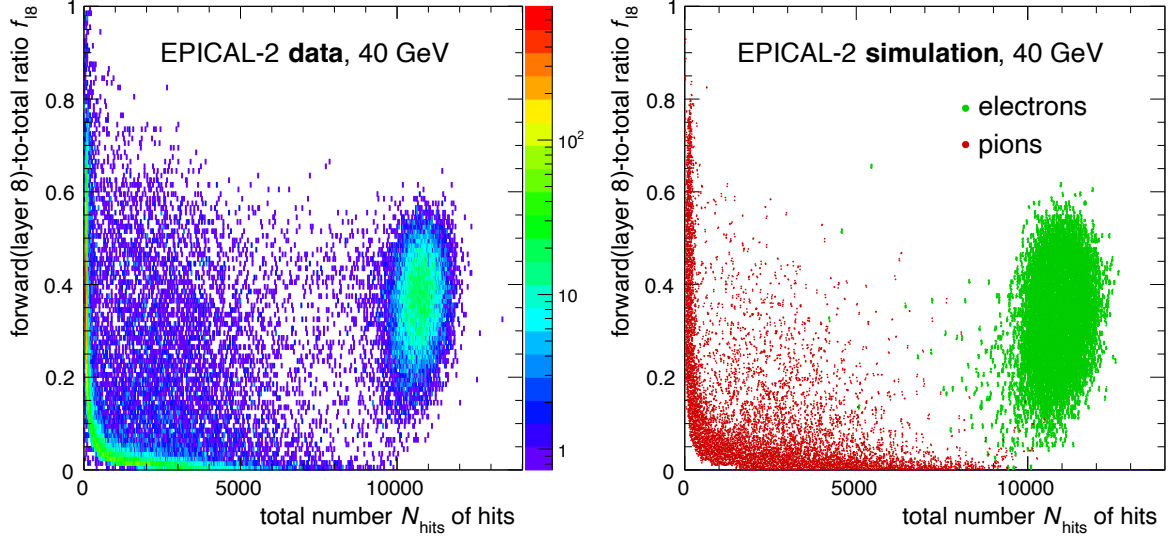 EPICAL-2 data, 40 GeV
forward(layer 8)-to-total ratio f_l8
1
0.8
0.6
0.4
0.2
0
0 5000 10000
total number N_hits of hits
10²
10
1
EPICAL-2 simulation, 40 GeV
electrons
pions
forward(layer 8)-to-total ratio f_l8
1
0.8
0.6
0.4
0.2
0
0 5000 10000
total number N_hits of hits